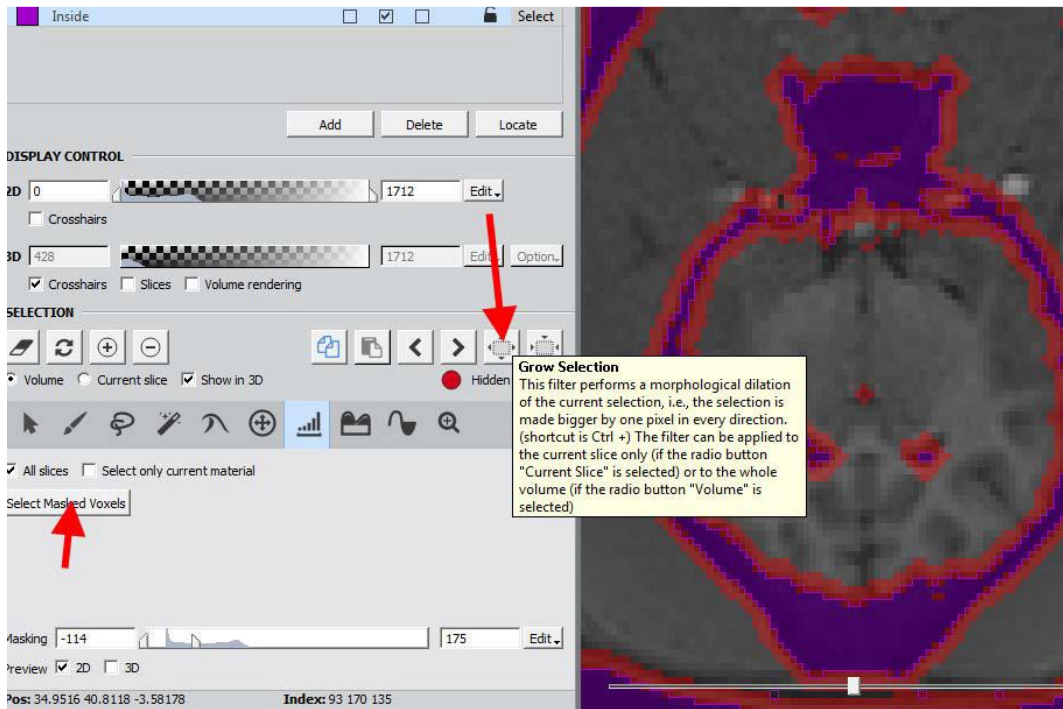 Inside Select
Add Delete Locate
DISPLAY CONTROL
2D 0 1712 Edit
Crosshairs
3D 428 1712 Edit Option
Crosshairs Slices Volume rendering
SELECTION
Volume Current slice Show in 3D Hidden
Grow Selection
This filter performs a morphological dilation
of the current selection, i.e., the selection is
made bigger by one pixel in every direction.
(shortcut is Ctrl +) The filter can be applied to
the current slice only (if the radio button
"Current Slice" is selected) or to the whole
volume (if the radio button "Volume" is
selected)
All slices Select only current material
Select Masked Voxels
Masking -114 175 Edit
Preview 2D 3D
Pos: 34.9516 40.8118 -3.58178 Index: 93 170 135